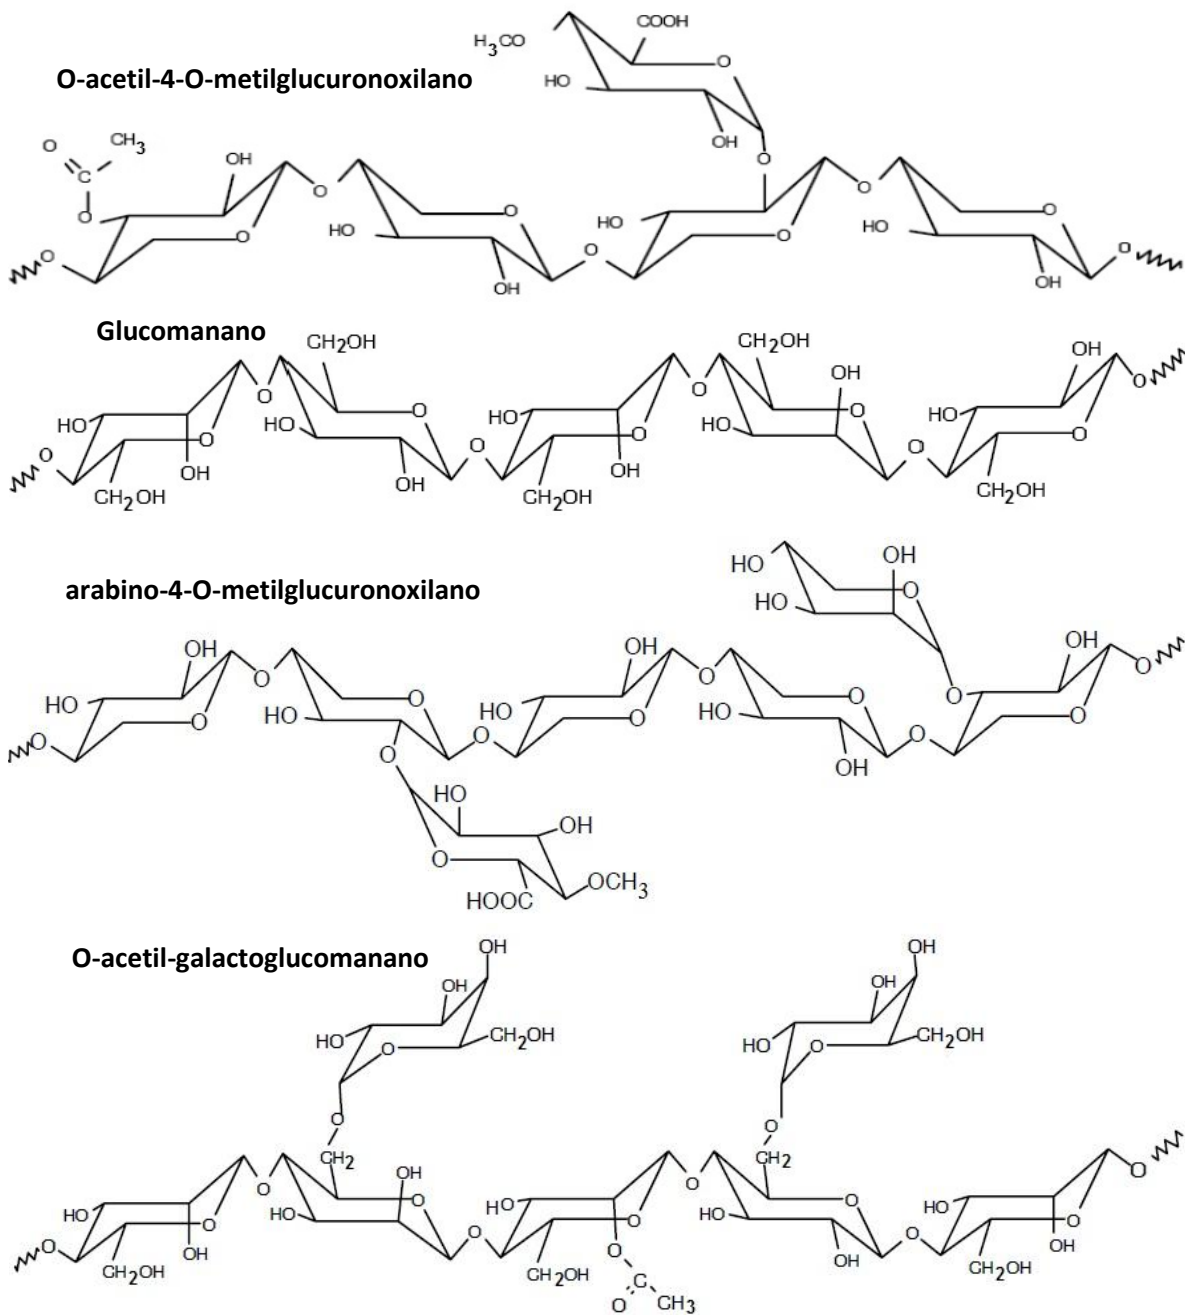 COOH
H3CO O
O-acetil-4-O-metilglucuronoxilano
HO
CH3
O OH OH
C O
O O O O
HO HO HO
O O O O O
OH OH
Glucomanano
CH2OH CH2OH
OH OH
O O O O
HO HO HO HO HO
O O O O O
OH OH OH
CH2OH CH2OH CH2OH
arabino-4-O-metilglucuronoxilano
HO OH
HO O
OH OH OH
O O O
HO HO HO HO
O O O O O
O O O O
OH
HO
OH
O
HOOC OCH3
O-acetil-galactoglucomanano
OH OH
OH OH
HO CH2OH HO CH2OH
O O
O O
CH2 CH2
OH
O O O
HO HO HO HO HO
O O O O O
O O O O
OH OH OH
CH2OH CH2OH CH2OH
C
O CH3